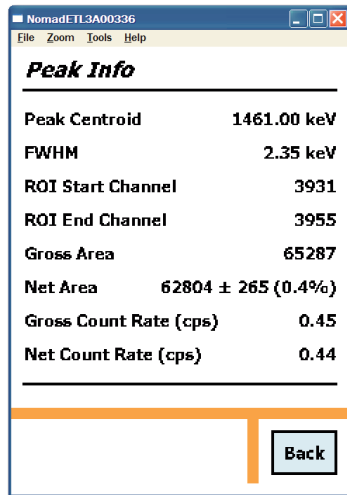 NomadETL3A00336
File Zoom Tools Help
Peak Info
Peak Centroid 1461.00 keV
FWHM 2.35 keV
ROI Start Channel 3931
ROI End Channel 3955
Gross Area 65287
Net Area 62804 ± 265 (0.4%)
Gross Count Rate (cps) 0.45
Net Count Rate (cps) 0.44
Back